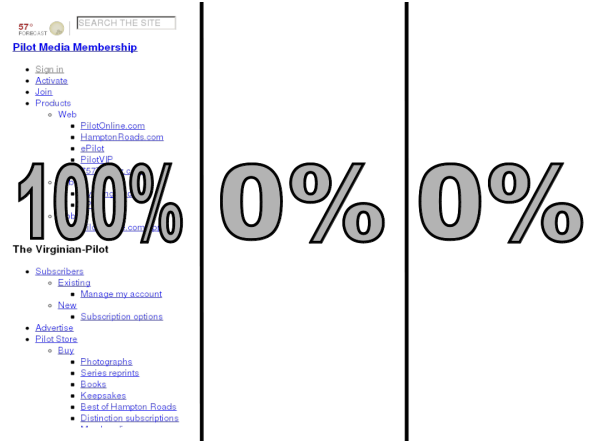 57°
FORECAST
SEARCH THE SITE
Pilot Media Membership
Sign in
Activate
Join
Products
Web
PilotOnline.com
HamptonRoads.com
ePilot
PilotVIP
100%
0%
0%
The Virginian-Pilot
Subscribers
Existing
Manage my account
New
Subscription options
Advertise
Pilot Store
Buy
Photographs
Series reprints
Books
Keepsakes
Best of Hampton Roads
Distinction subscriptions